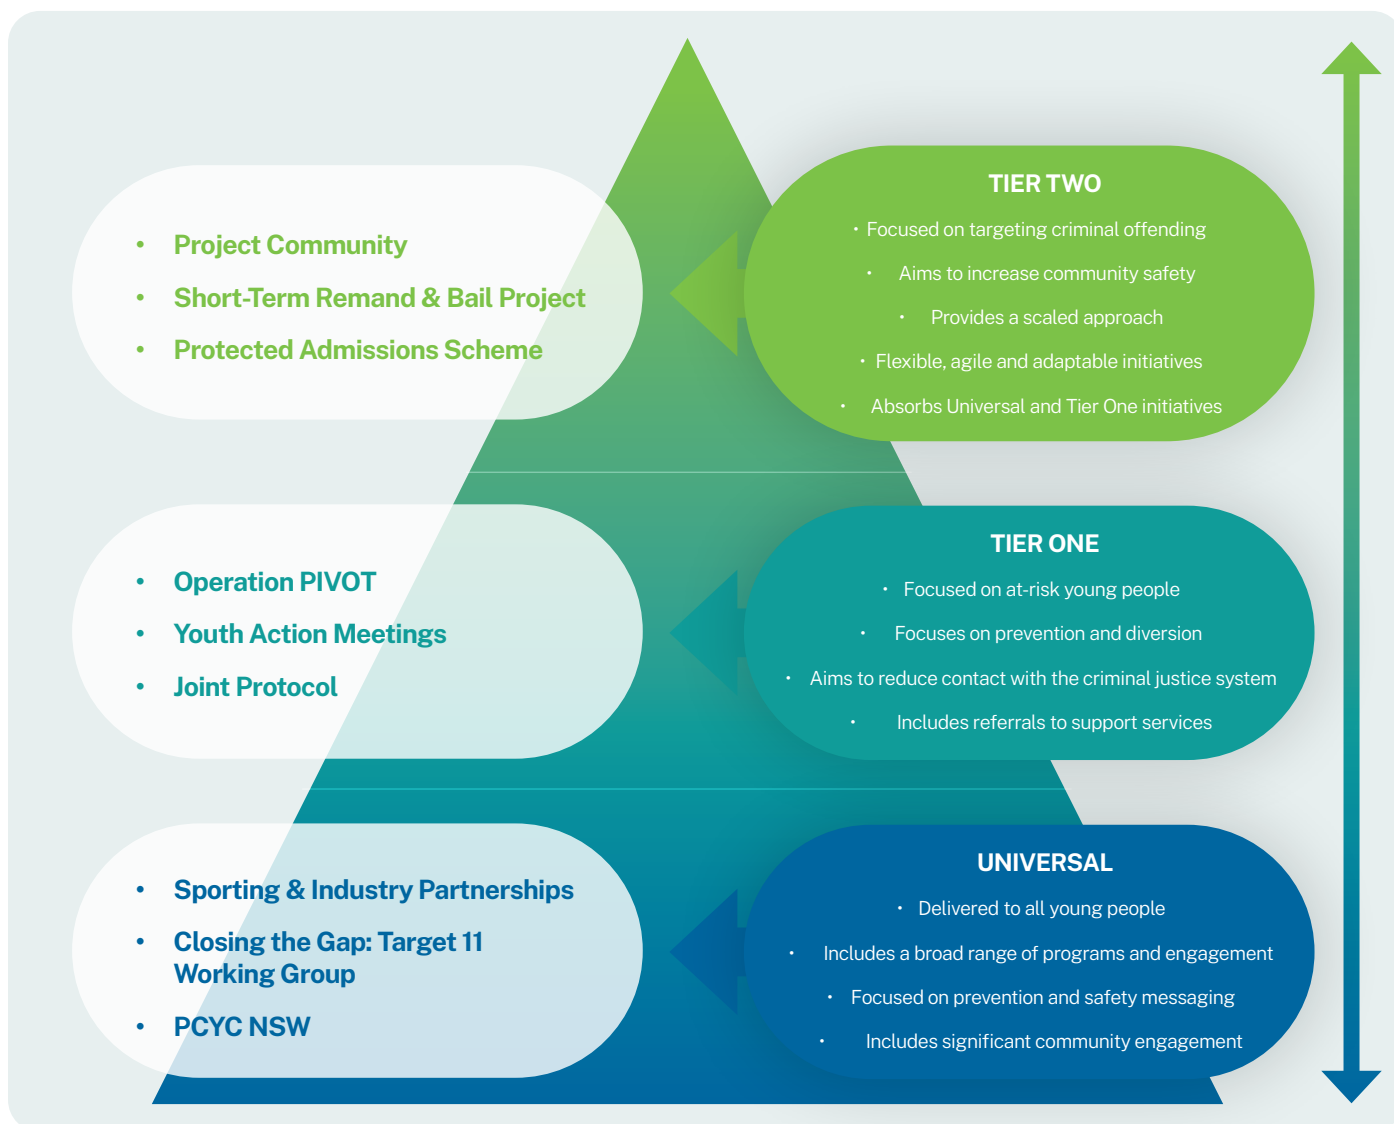 • Project Community
• Short-Term Remand & Bail Project
• Protected Admissions Scheme
TIER TWO
• Focused on targeting criminal offending
• Aims to increase community safety
• Provides a scaled approach
• Flexible, agile and adaptable initiatives
• Absorbs Universal and Tier One initiatives
• Operation PIVOT
• Youth Action Meetings
• Joint Protocol
TIER ONE
• Focused on at-risk young people
• Focuses on prevention and diversion
• Aims to reduce contact with the criminal justice system
• Includes referrals to support services
• Sporting & Industry Partnerships
• Closing the Gap: Target 11
Working Group
• PCYC NSW
UNIVERSAL
• Delivered to all young people
• Includes a broad range of programs and engagement
• Focused on prevention and safety messaging
• Includes significant community engagement